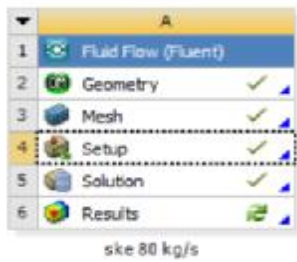 A
1 Fluid Flow (Fluent)
2 Geometry
3 Mesh
4 Setup
5 Solution
6 Results
ske 80 kg/s